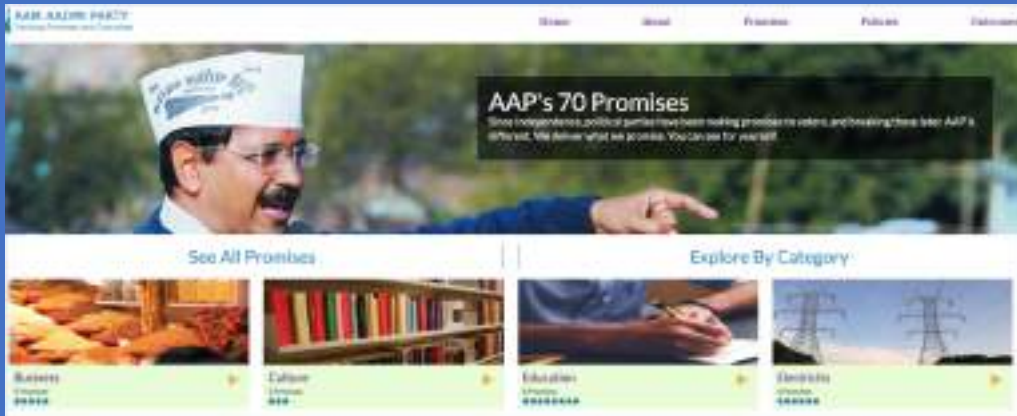 AAM AADMI PARTY
Home About Promises Policies
AAP's 70 Promises
Since independence, political parties have been making promises to voters, and breaking those later. AAP is
different. We deliver what we promise. You can see for yourself.
See All Promises
Explore By Category
Business
Culture
Education
Electricity